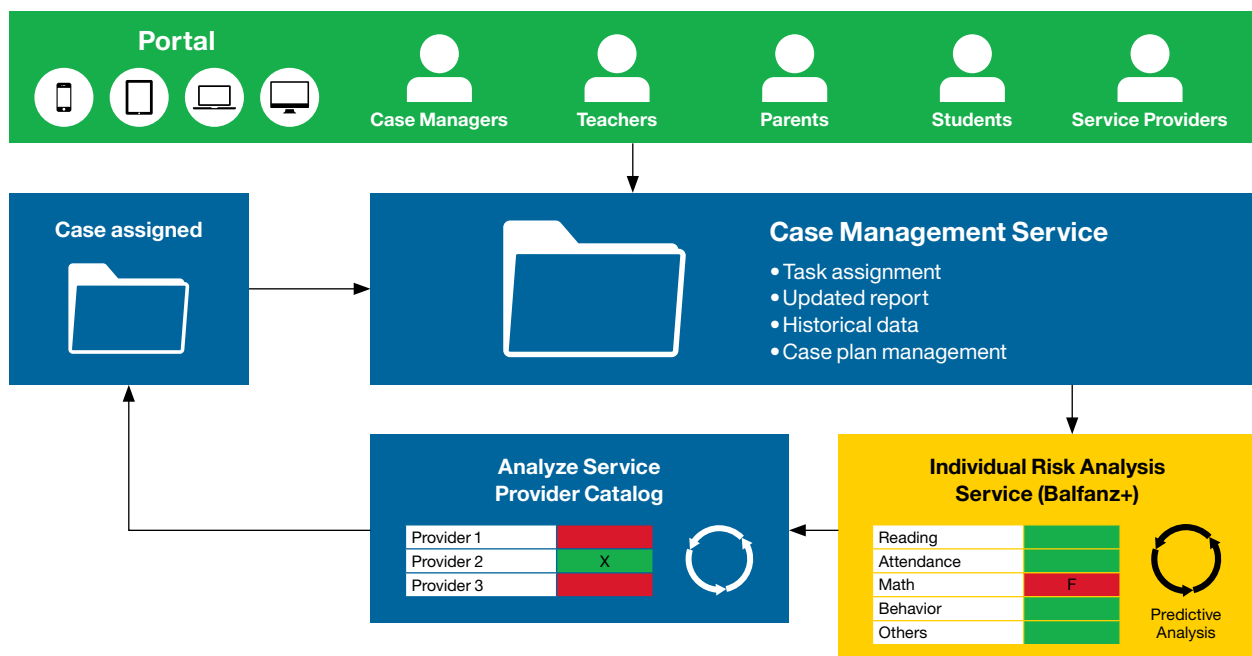 Portal
Case Managers
Teachers
Parents
Students
Service Providers
Case assigned
Case Management Service
• Task assignment
• Updated report
• Historical data
• Case plan management
Analyze Service
Provider Catalog
Provider 1
Provider 2 X
Provider 3
Individual Risk Analysis
Service (Balfanz+)
Reading
Attendance
Math F
Behavior
Others
Predictive
Analysis